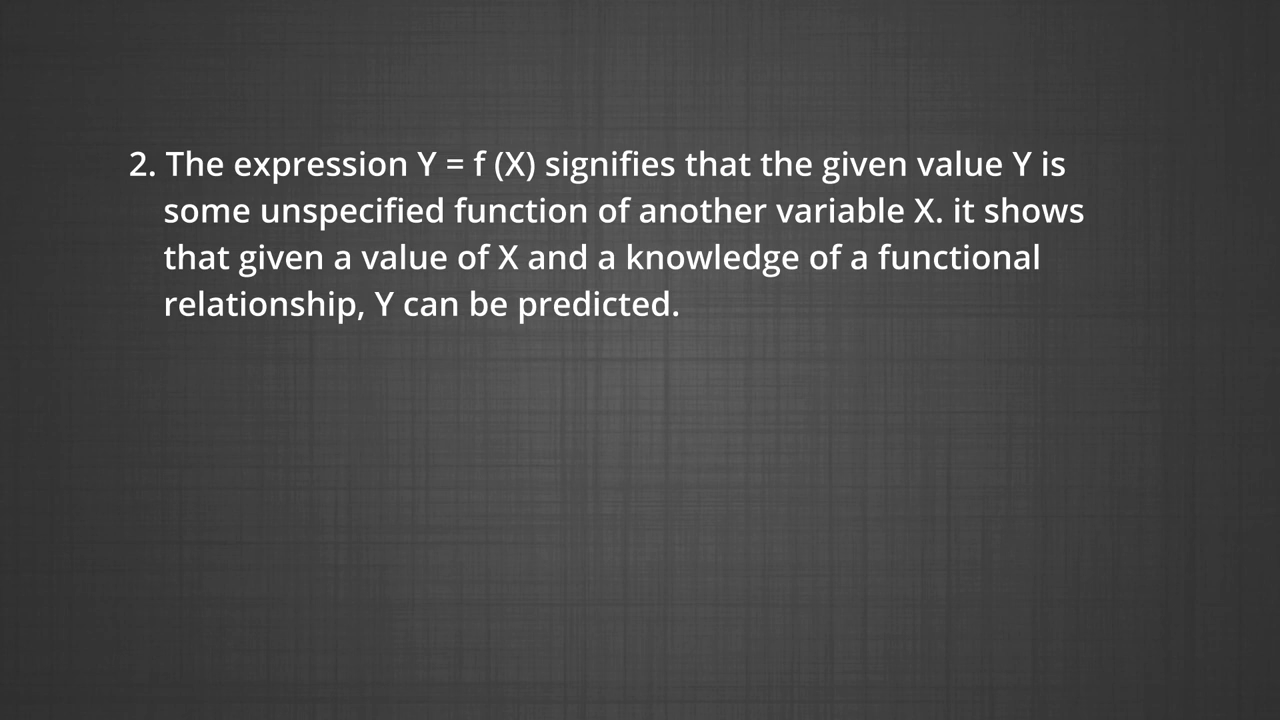 2. The expression Y = f (X) signifies that the given value Y is
some unspecified function of another variable X. it shows
that given a value of X and a knowledge of a functional
relationship, Y can be predicted.